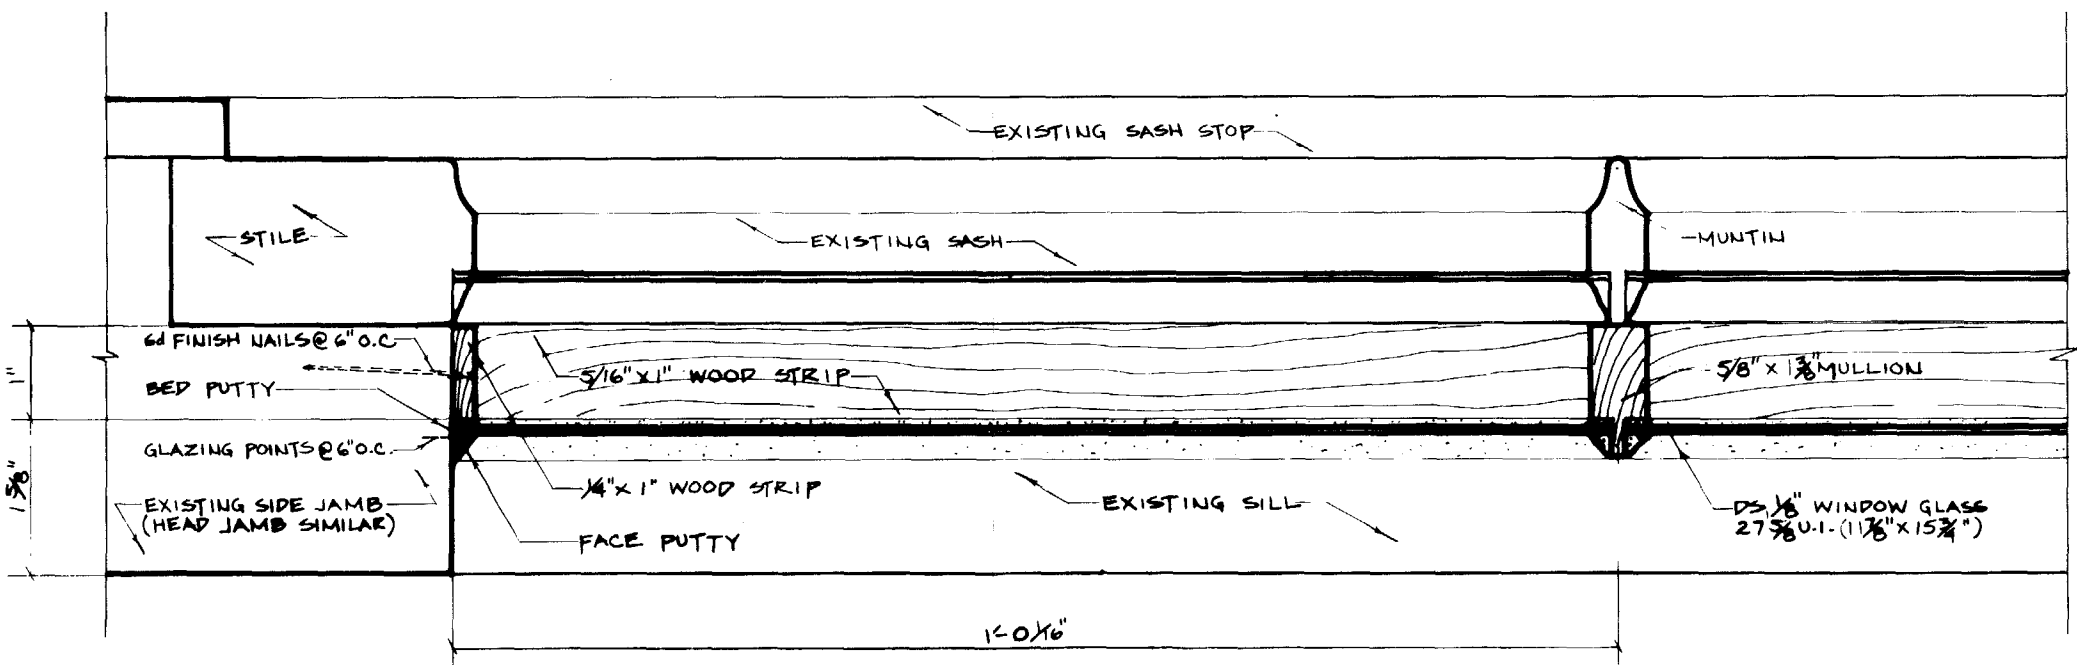 EXISTING SASH STOP
STILE
EXISTING SASH
MUNTIN
6d FINISH NAILS @ 6" O.C.
5/16" X 1" WOOD STRIP
5/8" X 1 3/8" MULLION
1"
BED PUTTY
GLAZING POINTS @ 6" O.C.
1 5/8"
1/4" X 1" WOOD STRIP
EXISTING SIDE JAMB
(HEAD JAMB SIMILAR)
EXISTING SILL
DS, 1/8" WINDOW GLASS
27 5/8 U.I. (11 7/8" X 15 3/4")
FACE PUTTY
1'-0 1/16"